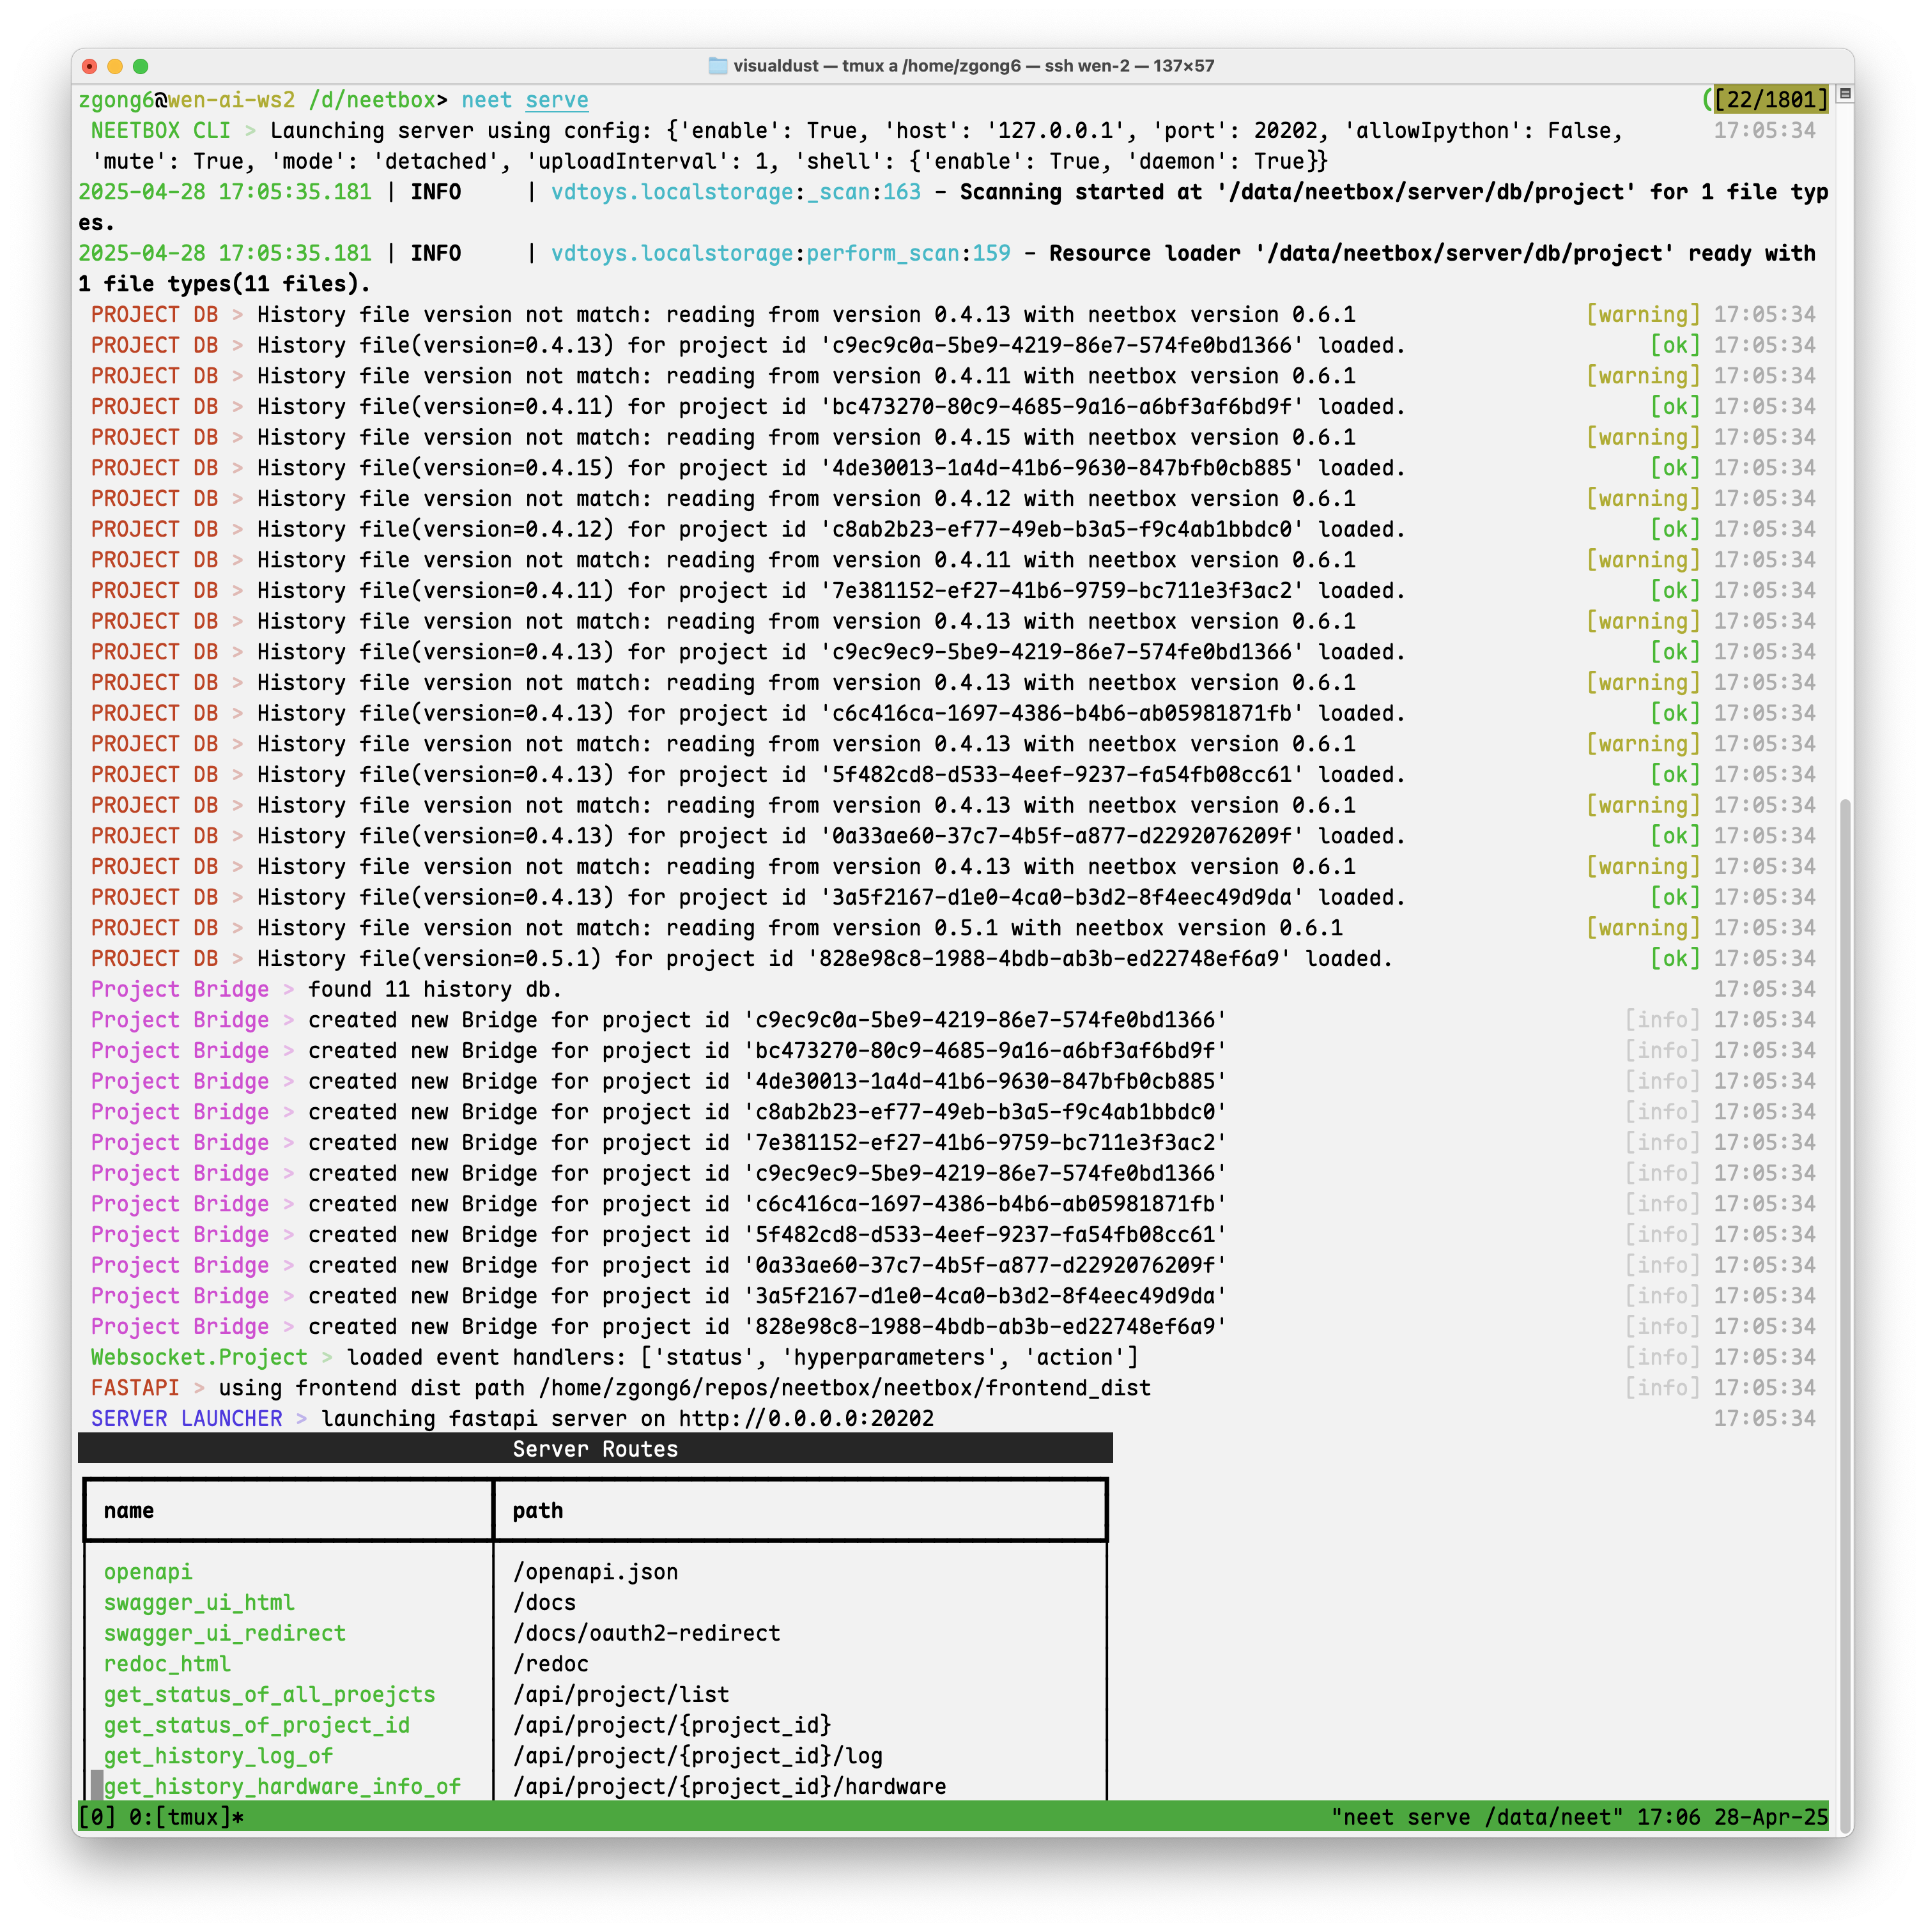 visualdust — tmux a /home/zgong6 — ssh wen-2 — 137×57
zgong6@wen-ai-ws2 /d/neetbox> neet serve ([22/1801]
NEETBOX CLI > Launching server using config: {'enable': True, 'host': '127.0.0.1', 'port': 20202, 'allowIpython': False, 17:05:34
'mute': True, 'mode': 'detached', 'uploadInterval': 1, 'shell': {'enable': True, 'daemon': True}}
2025-04-28 17:05:35.181 | INFO     | vdtoys.localstorage:_scan:163 - Scanning started at '/data/neetbox/server/db/project' for 1 file typ
es.
2025-04-28 17:05:35.181 | INFO     | vdtoys.localstorage:perform_scan:159 - Resource loader '/data/neetbox/server/db/project' ready with
1 file types(11 files).
PROJECT DB > History file version not match: reading from version 0.4.13 with neetbox version 0.6.1 [warning] 17:05:34
PROJECT DB > History file(version=0.4.13) for project id 'c9ec9c0a-5be9-4219-86e7-574fe0bd1366' loaded. [ok] 17:05:34
PROJECT DB > History file version not match: reading from version 0.4.11 with neetbox version 0.6.1 [warning] 17:05:34
PROJECT DB > History file(version=0.4.11) for project id 'bc473270-80c9-4685-9a16-a6bf3af6bd9f' loaded. [ok] 17:05:34
PROJECT DB > History file version not match: reading from version 0.4.15 with neetbox version 0.6.1 [warning] 17:05:34
PROJECT DB > History file(version=0.4.15) for project id '4de30013-1a4d-41b6-9630-847bfb0cb885' loaded. [ok] 17:05:34
PROJECT DB > History file version not match: reading from version 0.4.12 with neetbox version 0.6.1 [warning] 17:05:34
PROJECT DB > History file(version=0.4.12) for project id 'c8ab2b23-ef77-49eb-b3a5-f9c4ab1bbdc0' loaded. [ok] 17:05:34
PROJECT DB > History file version not match: reading from version 0.4.11 with neetbox version 0.6.1 [warning] 17:05:34
PROJECT DB > History file(version=0.4.11) for project id '7e381152-ef27-41b6-9759-bc711e3f3ac2' loaded. [ok] 17:05:34
PROJECT DB > History file version not match: reading from version 0.4.13 with neetbox version 0.6.1 [warning] 17:05:34
PROJECT DB > History file(version=0.4.13) for project id 'c9ec9ec9-5be9-4219-86e7-574fe0bd1366' loaded. [ok] 17:05:34
PROJECT DB > History file version not match: reading from version 0.4.13 with neetbox version 0.6.1 [warning] 17:05:34
PROJECT DB > History file(version=0.4.13) for project id 'c6c416ca-1697-4386-b4b6-ab05981871fb' loaded. [ok] 17:05:34
PROJECT DB > History file version not match: reading from version 0.4.13 with neetbox version 0.6.1 [warning] 17:05:34
PROJECT DB > History file(version=0.4.13) for project id '5f482cd8-d533-4eef-9237-fa54fb08cc61' loaded. [ok] 17:05:34
PROJECT DB > History file version not match: reading from version 0.4.13 with neetbox version 0.6.1 [warning] 17:05:34
PROJECT DB > History file(version=0.4.13) for project id '0a33ae60-37c7-4b5f-a877-d2292076209f' loaded. [ok] 17:05:34
PROJECT DB > History file version not match: reading from version 0.4.13 with neetbox version 0.6.1 [warning] 17:05:34
PROJECT DB > History file(version=0.4.13) for project id '3a5f2167-d1e0-4ca0-b3d2-8f4eec49d9da' loaded. [ok] 17:05:34
PROJECT DB > History file version not match: reading from version 0.5.1 with neetbox version 0.6.1 [warning] 17:05:34
PROJECT DB > History file(version=0.5.1) for project id '828e98c8-1988-4bdb-ab3b-ed22748ef6a9' loaded. [ok] 17:05:34
Project Bridge > found 11 history db. 17:05:34
Project Bridge > created new Bridge for project id 'c9ec9c0a-5be9-4219-86e7-574fe0bd1366' [info] 17:05:34
Project Bridge > created new Bridge for project id 'bc473270-80c9-4685-9a16-a6bf3af6bd9f' [info] 17:05:34
Project Bridge > created new Bridge for project id '4de30013-1a4d-41b6-9630-847bfb0cb885' [info] 17:05:34
Project Bridge > created new Bridge for project id 'c8ab2b23-ef77-49eb-b3a5-f9c4ab1bbdc0' [info] 17:05:34
Project Bridge > created new Bridge for project id '7e381152-ef27-41b6-9759-bc711e3f3ac2' [info] 17:05:34
Project Bridge > created new Bridge for project id 'c9ec9ec9-5be9-4219-86e7-574fe0bd1366' [info] 17:05:34
Project Bridge > created new Bridge for project id 'c6c416ca-1697-4386-b4b6-ab05981871fb' [info] 17:05:34
Project Bridge > created new Bridge for project id '5f482cd8-d533-4eef-9237-fa54fb08cc61' [info] 17:05:34
Project Bridge > created new Bridge for project id '0a33ae60-37c7-4b5f-a877-d2292076209f' [info] 17:05:34
Project Bridge > created new Bridge for project id '3a5f2167-d1e0-4ca0-b3d2-8f4eec49d9da' [info] 17:05:34
Project Bridge > created new Bridge for project id '828e98c8-1988-4bdb-ab3b-ed22748ef6a9' [info] 17:05:34
Websocket.Project > loaded event handlers: ['status', 'hyperparameters', 'action'] [info] 17:05:34
FASTAPI > using frontend dist path /home/zgong6/repos/neetbox/neetbox/frontend_dist [info] 17:05:34
SERVER LAUNCHER > launching fastapi server on http://0.0.0.0:20202 17:05:34
Server Routes
name path
openapi /openapi.json
swagger_ui_html /docs
swagger_ui_redirect /docs/oauth2-redirect
redoc_html /redoc
get_status_of_all_proejcts /api/project/list
get_status_of_project_id /api/project/{project_id}
get_history_log_of /api/project/{project_id}/log
get_history_hardware_info_of /api/project/{project_id}/hardware
[0] 0:[tmux]* "neet serve /data/neet" 17:06 28-Apr-25